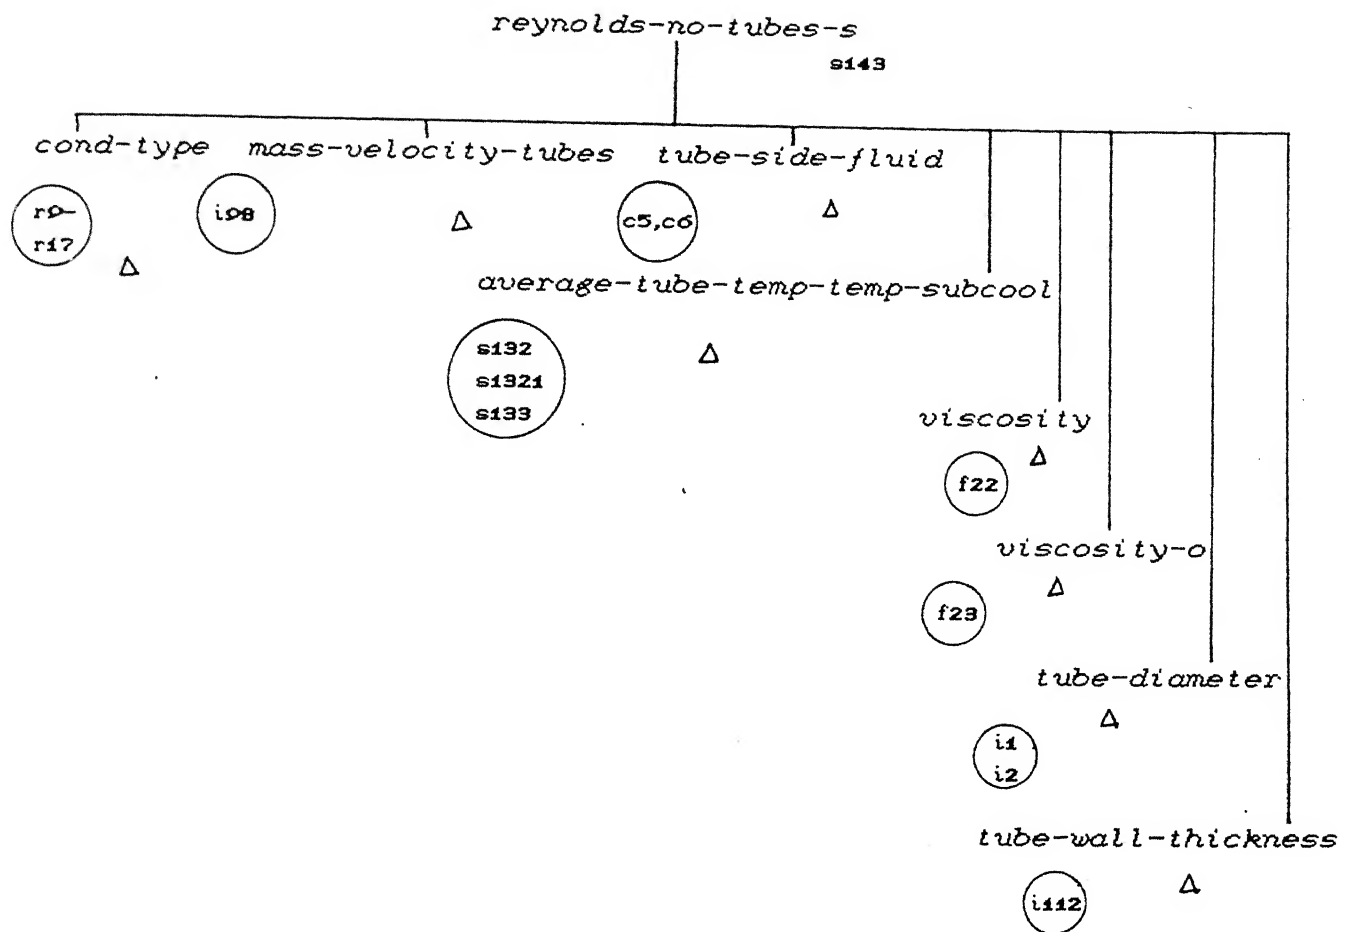 reynolds-no-tubes-s
s143
cond-type mass-velocity-tubes tube-side-fluid
r9-
r17
Δ
i98
Δ
c5,c6
Δ
average-tube-temp-temp-subcool
s132
s1321
s133
Δ
viscosity
Δ
f22
viscosity-o
Δ
f23
tube-diameter
Δ
i1
i2
tube-wall-thickness
Δ
i112